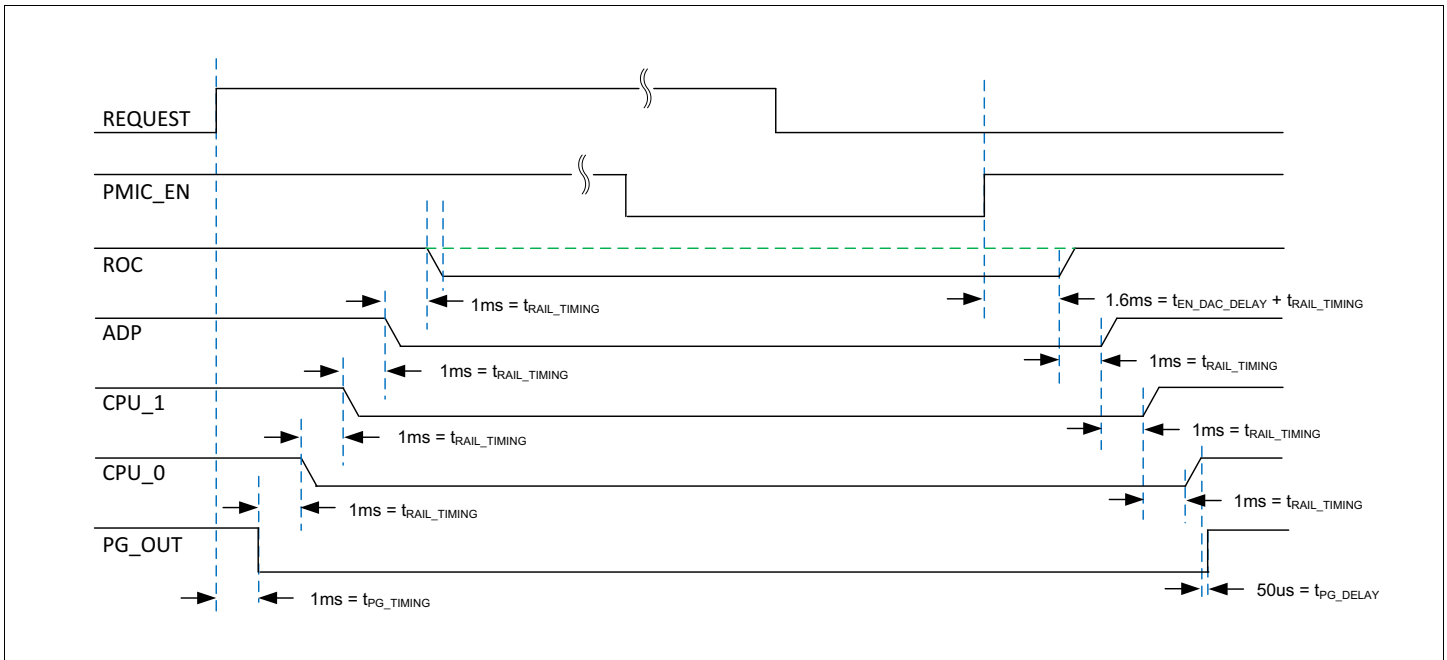 REQUEST
PMIC_EN
ROC
1ms = tRAIL_TIMING
1.6ms = tEN_DAC_DELAY + tRAIL_TIMING
ADP
1ms = tRAIL_TIMING
1ms = tRAIL_TIMING
CPU_1
1ms = tRAIL_TIMING
1ms = tRAIL_TIMING
CPU_0
1ms = tRAIL_TIMING
1ms = tRAIL_TIMING
PG_OUT
1ms = tPG_TIMING
50us = tPG_DELAY